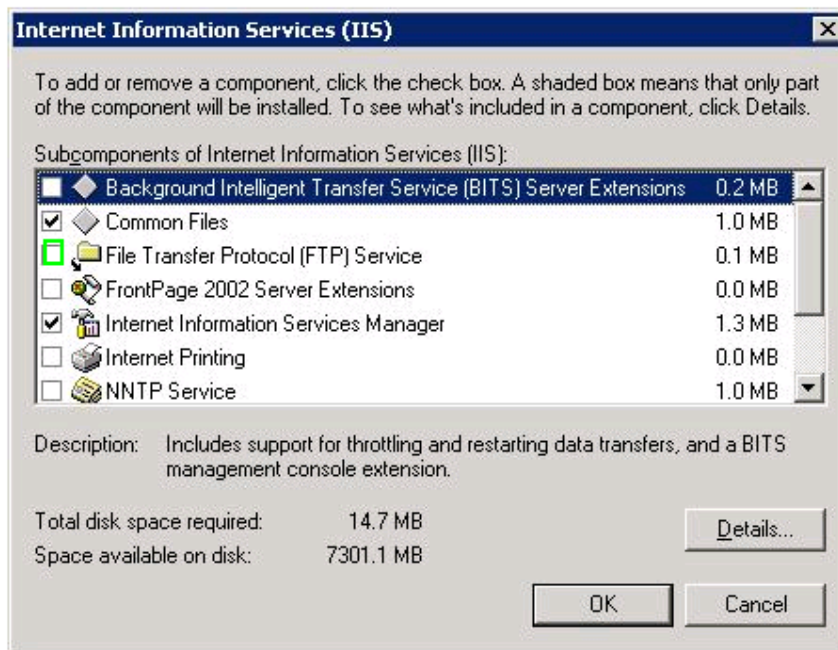 Internet Information Services (IIS)
To add or remove a component, click the check box. A shaded box means that only part
of the component will be installed. To see what's included in a component, click Details.
Subcomponents of Internet Information Services (IIS):
Background Intelligent Transfer Service (BITS) Server Extensions 0.2 MB
Common Files 1.0 MB
File Transfer Protocol (FTP) Service 0.1 MB
FrontPage 2002 Server Extensions 0.0 MB
Internet Information Services Manager 1.3 MB
Internet Printing 0.0 MB
NNTP Service 1.0 MB
Description: Includes support for throttling and restarting data transfers, and a BITS
management console extension.
Total disk space required: 14.7 MB
Space available on disk: 7301.1 MB
Details...
OK Cancel